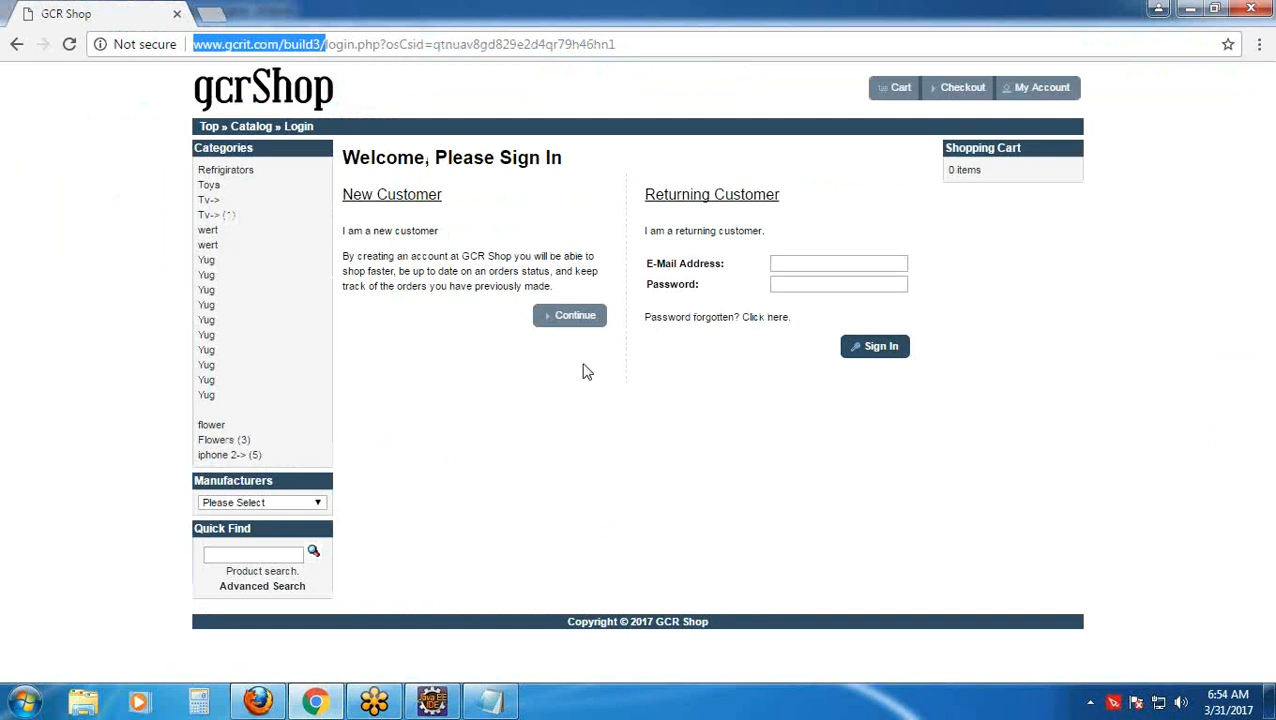 GCR Shop
Not secure
www.gcrit.com/build3/login.php?osCsid=qtnuav8gd829e2d4qr79h46hn1
gcrShop
Cart
Checkout
My Account
Top » Catalog » Login
Categories
Refrigirators
Toys
Tv->
Tv-> (1)
wert
wert
Yug
Yug
Yug
Yug
Yug
Yug
Yug
Yug
Yug
Yug
flower
Flowers (3)
iphone 2-> (5)
Manufacturers
Please Select
Quick Find
Product search.
Advanced Search
Welcome, Please Sign In
New Customer
I am a new customer
By creating an account at GCR Shop you will be able to
shop faster, be up to date on an orders status, and keep
track of the orders you have previously made.
Continue
Returning Customer
I am a returning customer.
E-Mail Address:
Password:
Password forgotten? Click here.
Sign In
Shopping Cart
0 items
Copyright © 2017 GCR Shop
Java EE
IDE
6:54 AM
3/31/2017